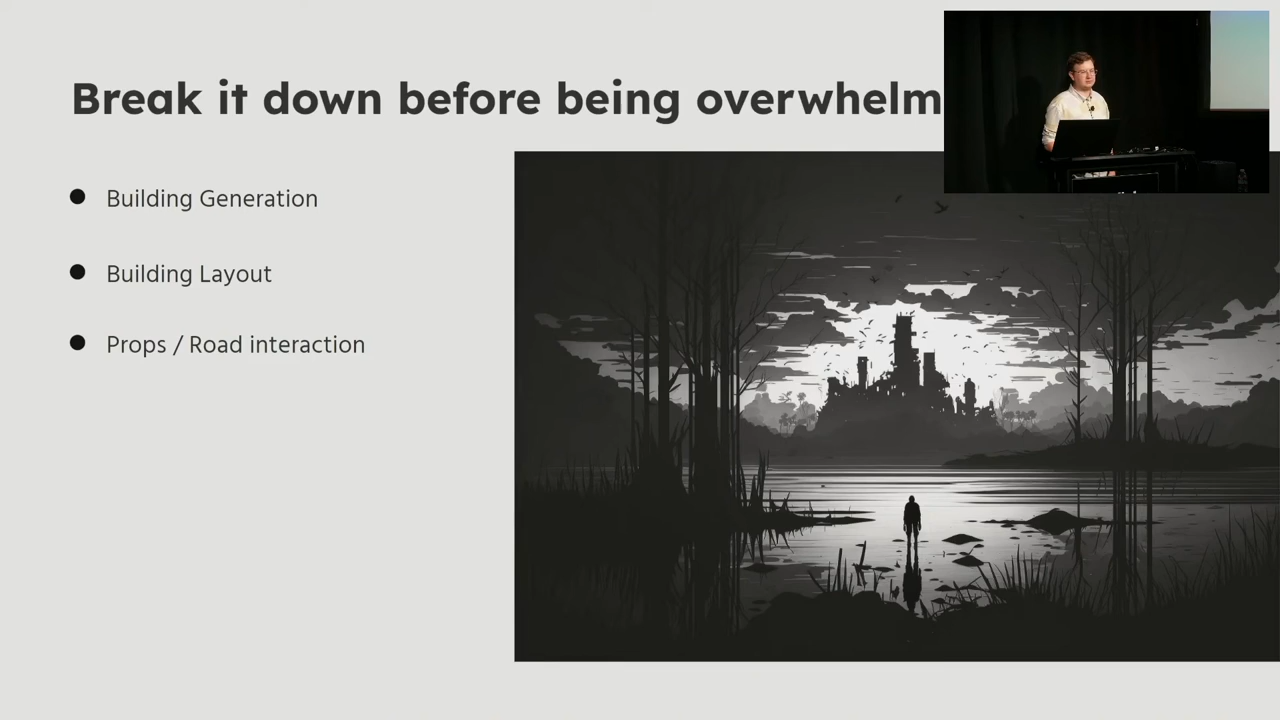 Break it down before being overwhelm
Building Generation
Building Layout
Props / Road interaction